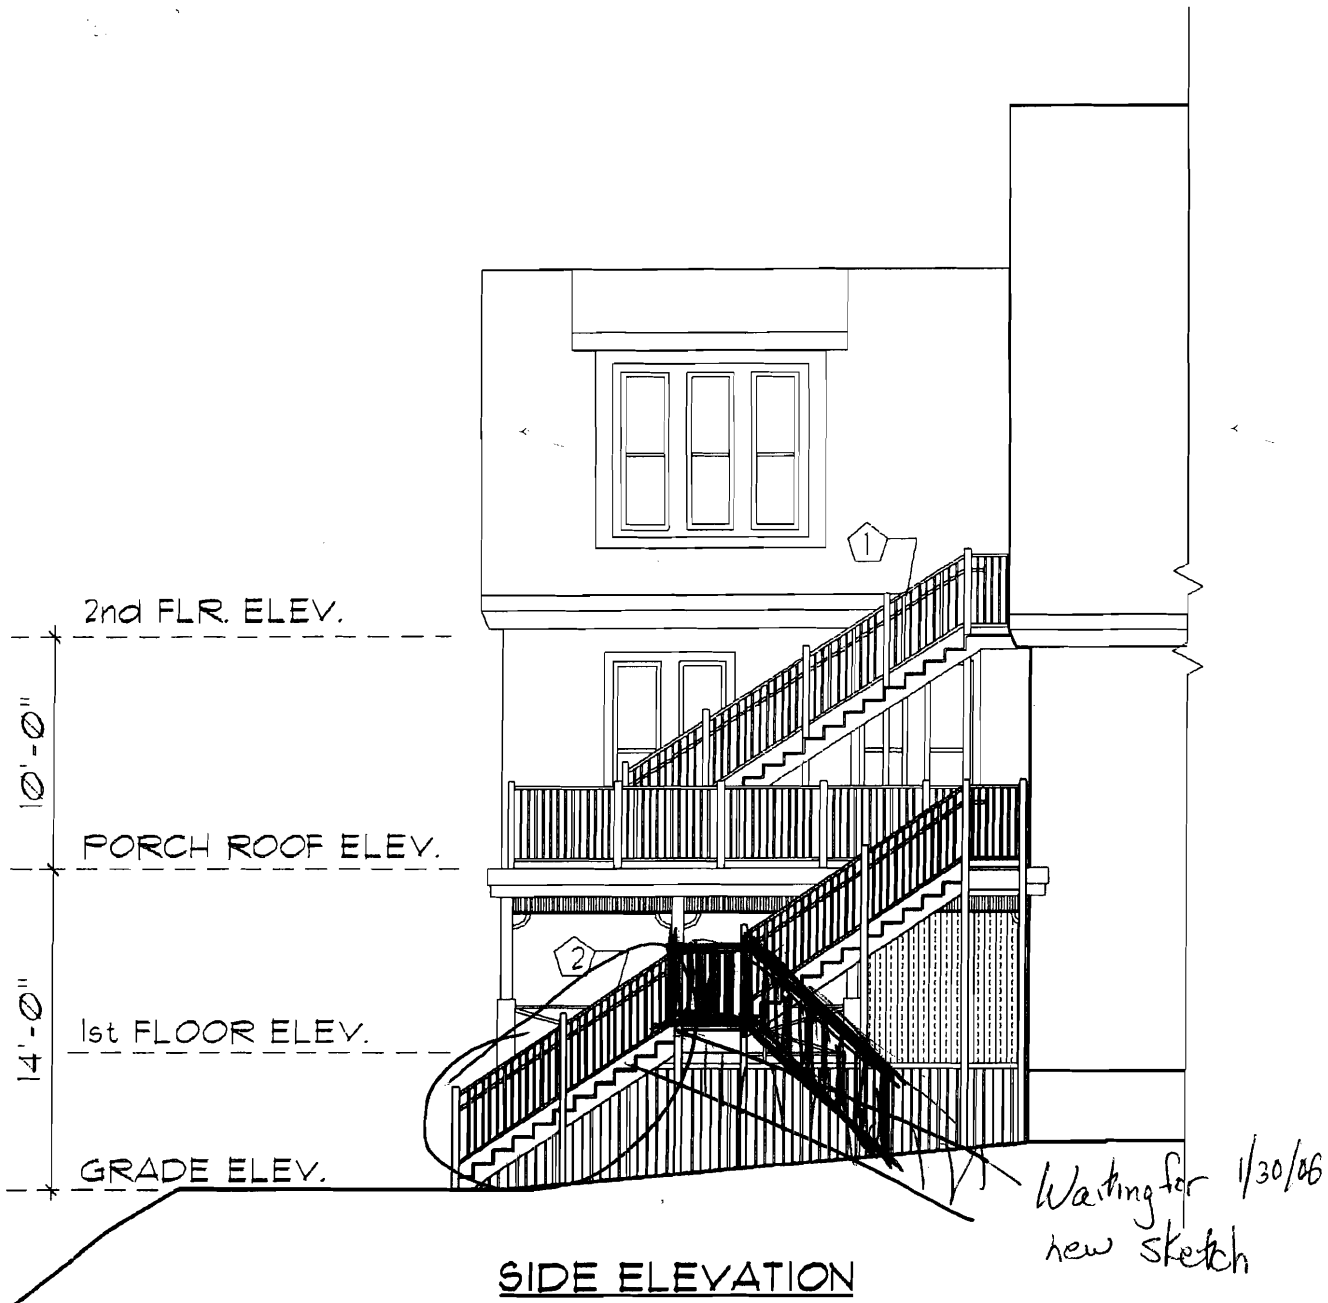 1
2nd FLR. ELEV.
10'-0"
PORCH ROOF ELEV.
2
14'-0"
1st FLOOR ELEV.
GRADE ELEV.
Waiting for 1/30/06
new sketch
SIDE ELEVATION